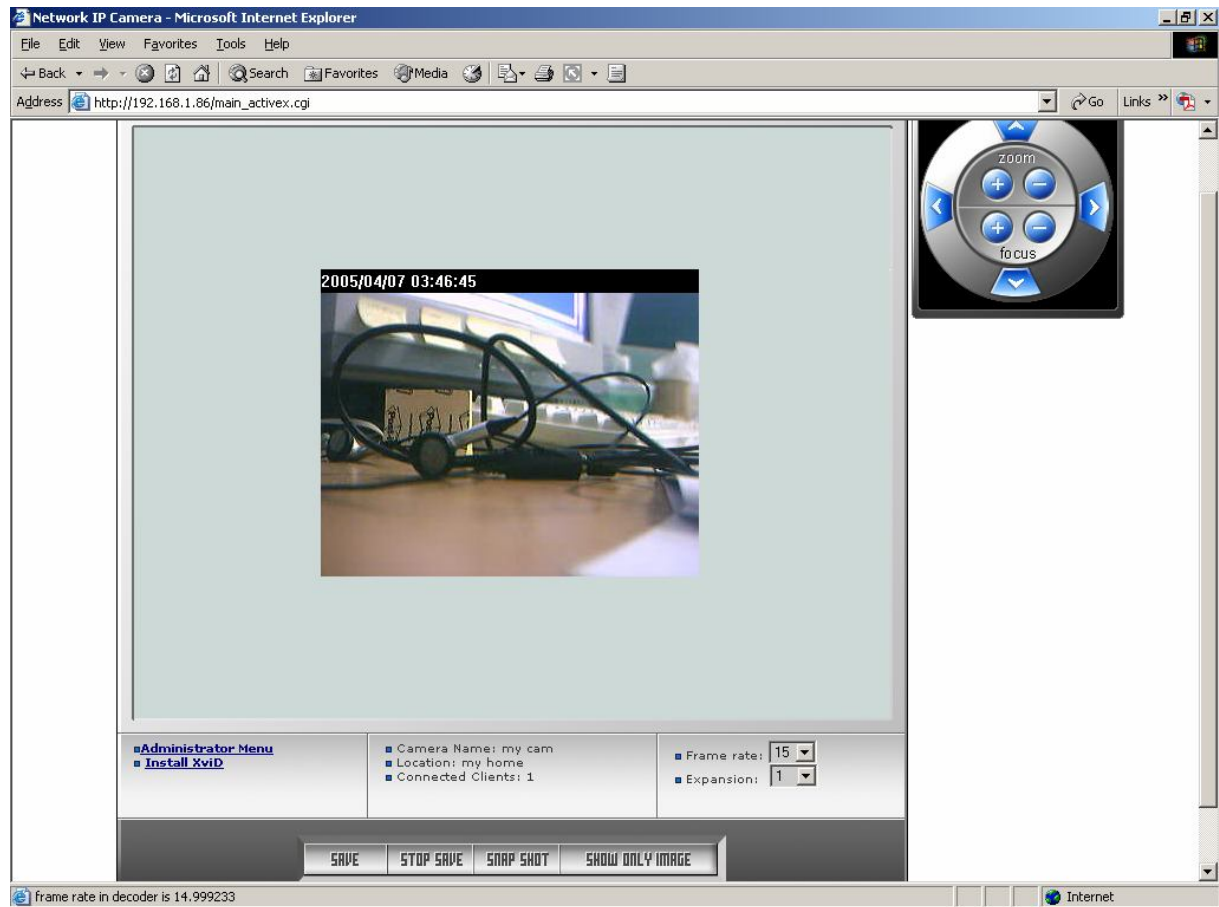 Network IP Camera - Microsoft Internet Explorer
File Edit View Favorites Tools Help
Back Search Favorites Media
Address http://192.168.1.86/main_activex.cgi Go Links »
zoom
focus
2005/04/07 03:46:45
Administrator Menu
Install XviD
Camera Name: my cam
Location: my home
Connected Clients: 1
Frame rate: 15
Expansion: 1
SAVE STOP SAVE SNAP SHOT SHOW ONLY IMAGE
frame rate in decoder is 14.999233 Internet